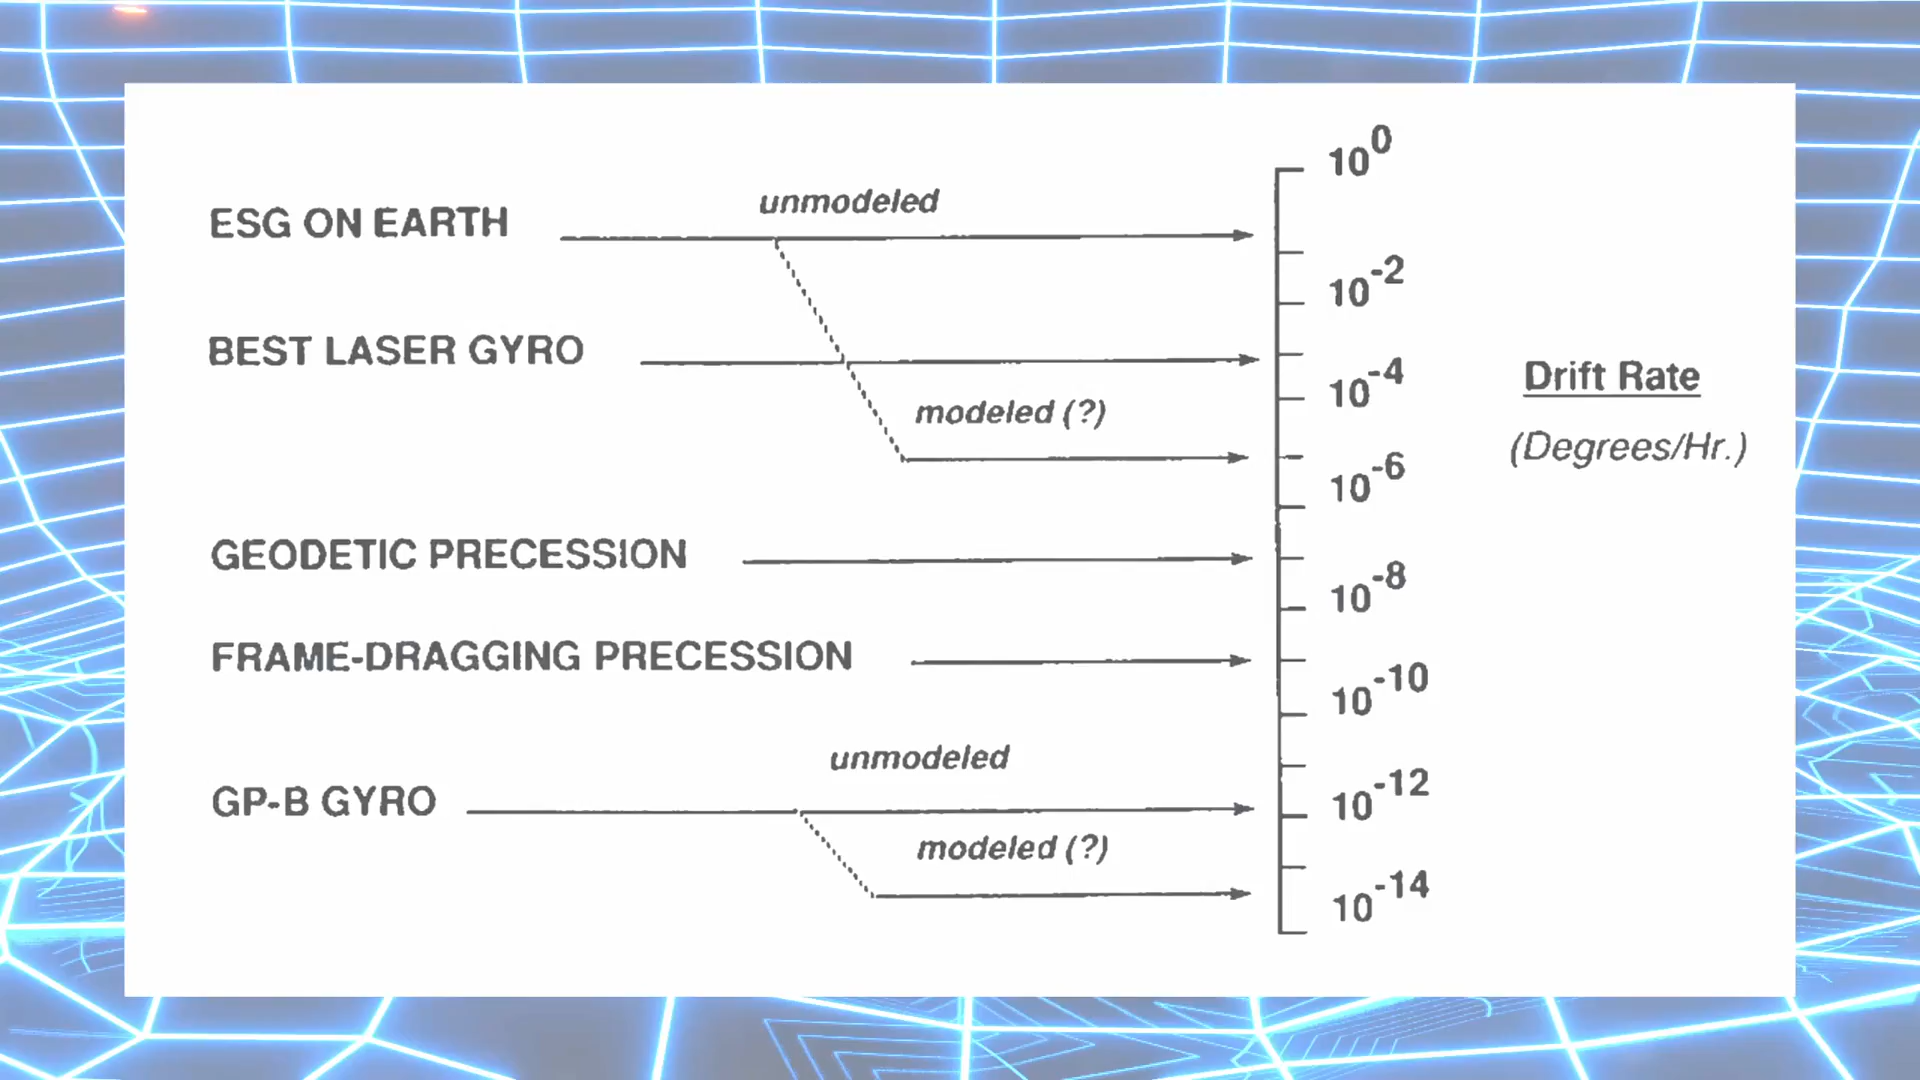 10^0
unmodeled
ESG ON EARTH
10^-2
BEST LASER GYRO
10^-4
Drift Rate
modeled (?)
(Degrees/Hr.)
10^-6
GEODETIC PRECESSION
10^-8
FRAME-DRAGGING PRECESSION
10^-10
unmodeled
GP-B GYRO
10^-12
modeled (?)
10^-14